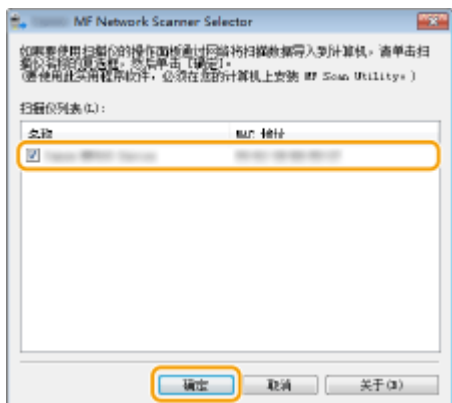 MF Network Scanner Selector
如果要使用扫描仪的操作面板通过网络将扫描数据导入到计算机，请单击扫
描仪名称的复选框，然后单击 [确定]。
(要使用此实用程序软件，必须在您的计算机上安装 MF Scan Utility。)
扫描仪列表(L):
名称 MAC 地址
确定 取消 关于(B)